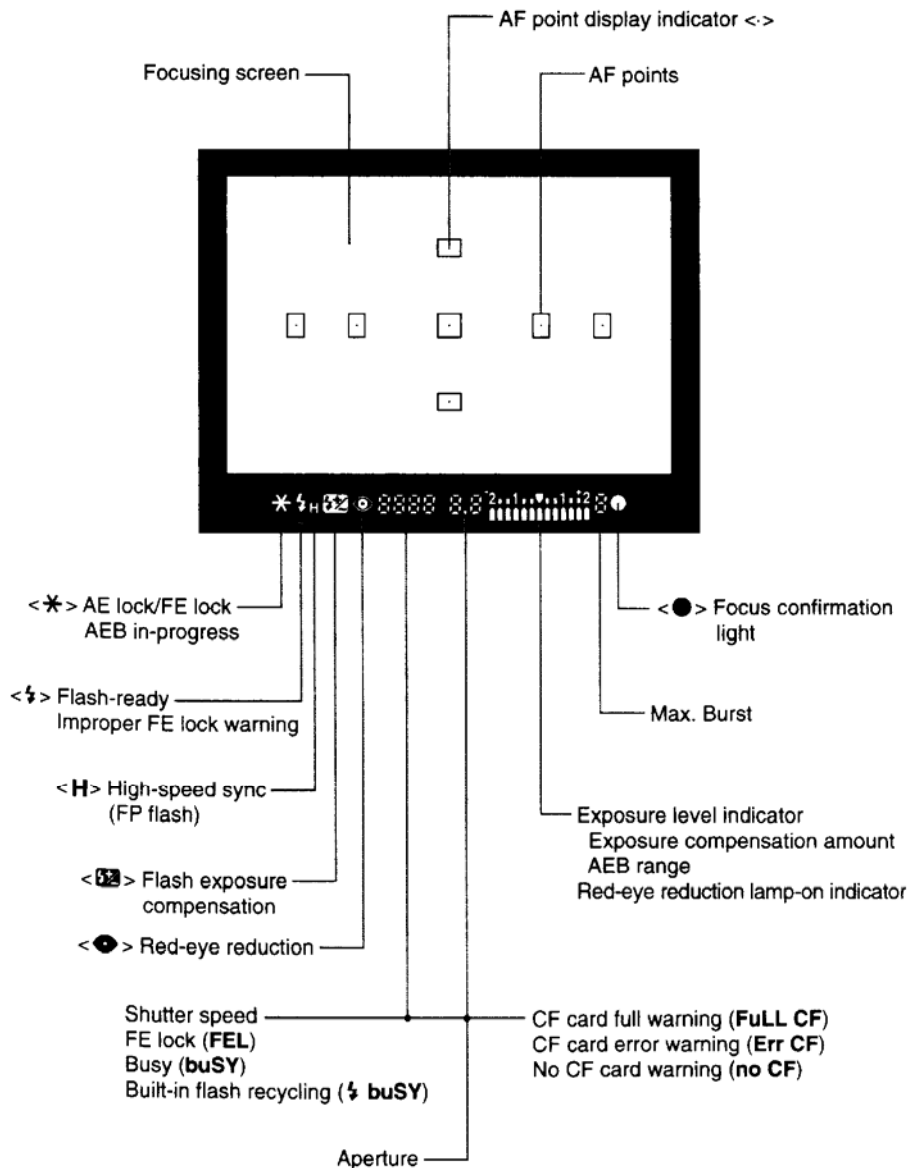 AF point display indicator <·>
Focusing screen
AF points
2 1 1 2
<✱> AE lock/FE lock
AEB in-progress
<●> Focus confirmation
light
<⚡> Flash-ready
Improper FE lock warning
Max. Burst
<H> High-speed sync
(FP flash)
Exposure level indicator
Exposure compensation amount
AEB range
Red-eye reduction lamp-on indicator
< > Flash exposure
compensation
< > Red-eye reduction
Shutter speed
FE lock (FEL)
Busy (buSY)
Built-in flash recycling (⚡ buSY)
CF card full warning (FuLL CF)
CF card error warning (Err CF)
No CF card warning (no CF)
Aperture